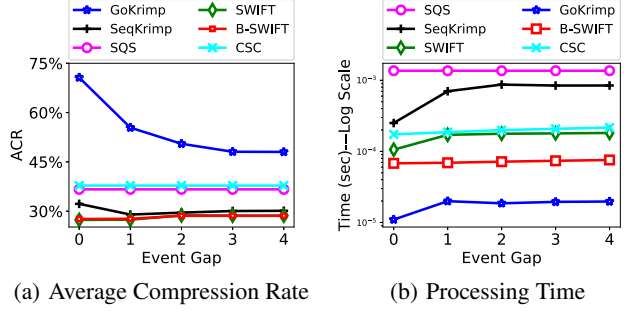 GoKrimp
SWIFT
SeqKrimp
B-SWIFT
SQS
CSC
75%
60%
45%
30%
ACR
0 1 2 3 4
Event Gap
(a) Average Compression Rate
SQS
GoKrimp
SeqKrimp
B-SWIFT
SWIFT
CSC
10⁻³
10⁻⁴
10⁻⁵
Time (sec)—Log Scale
0 1 2 3 4
Event Gap
(b) Processing Time